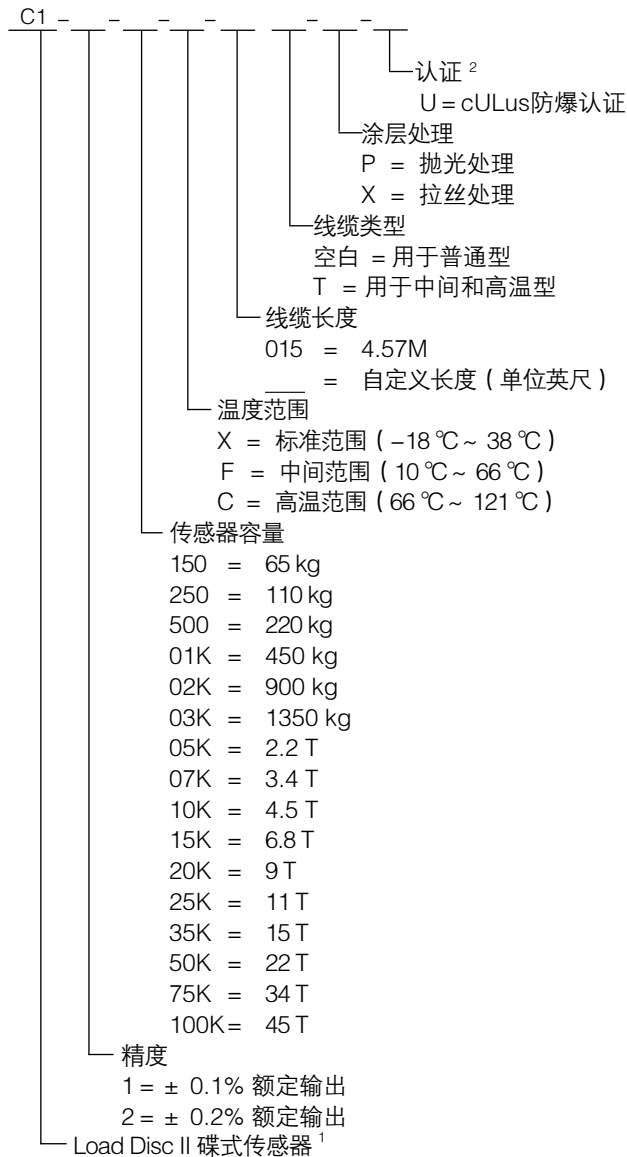 C1 - - - - - -
认证 2
U = cULus防爆认证
涂层处理
P = 抛光处理
X = 拉丝处理
线缆类型
空白 = 用于普通型
T = 用于中间和高温型
线缆长度
015 = 4.57M
___ = 自定义长度（单位英尺）
温度范围
X = 标准范围（-18 ℃~ 38 ℃）
F = 中间范围（10 ℃~ 66 ℃）
C = 高温范围（66 ℃~ 121 ℃）
传感器容量
150 = 65 kg
250 = 110 kg
500 = 220 kg
01K = 450 kg
02K = 900 kg
03K = 1350 kg
05K = 2.2 T
07K = 3.4 T
10K = 4.5 T
15K = 6.8 T
20K = 9 T
25K = 11 T
35K = 15 T
50K = 22 T
75K = 34 T
100K= 45 T
精度
1 = ± 0.1% 额定输出
2 = ± 0.2% 额定输出
Load Disc II 碟式传感器 1